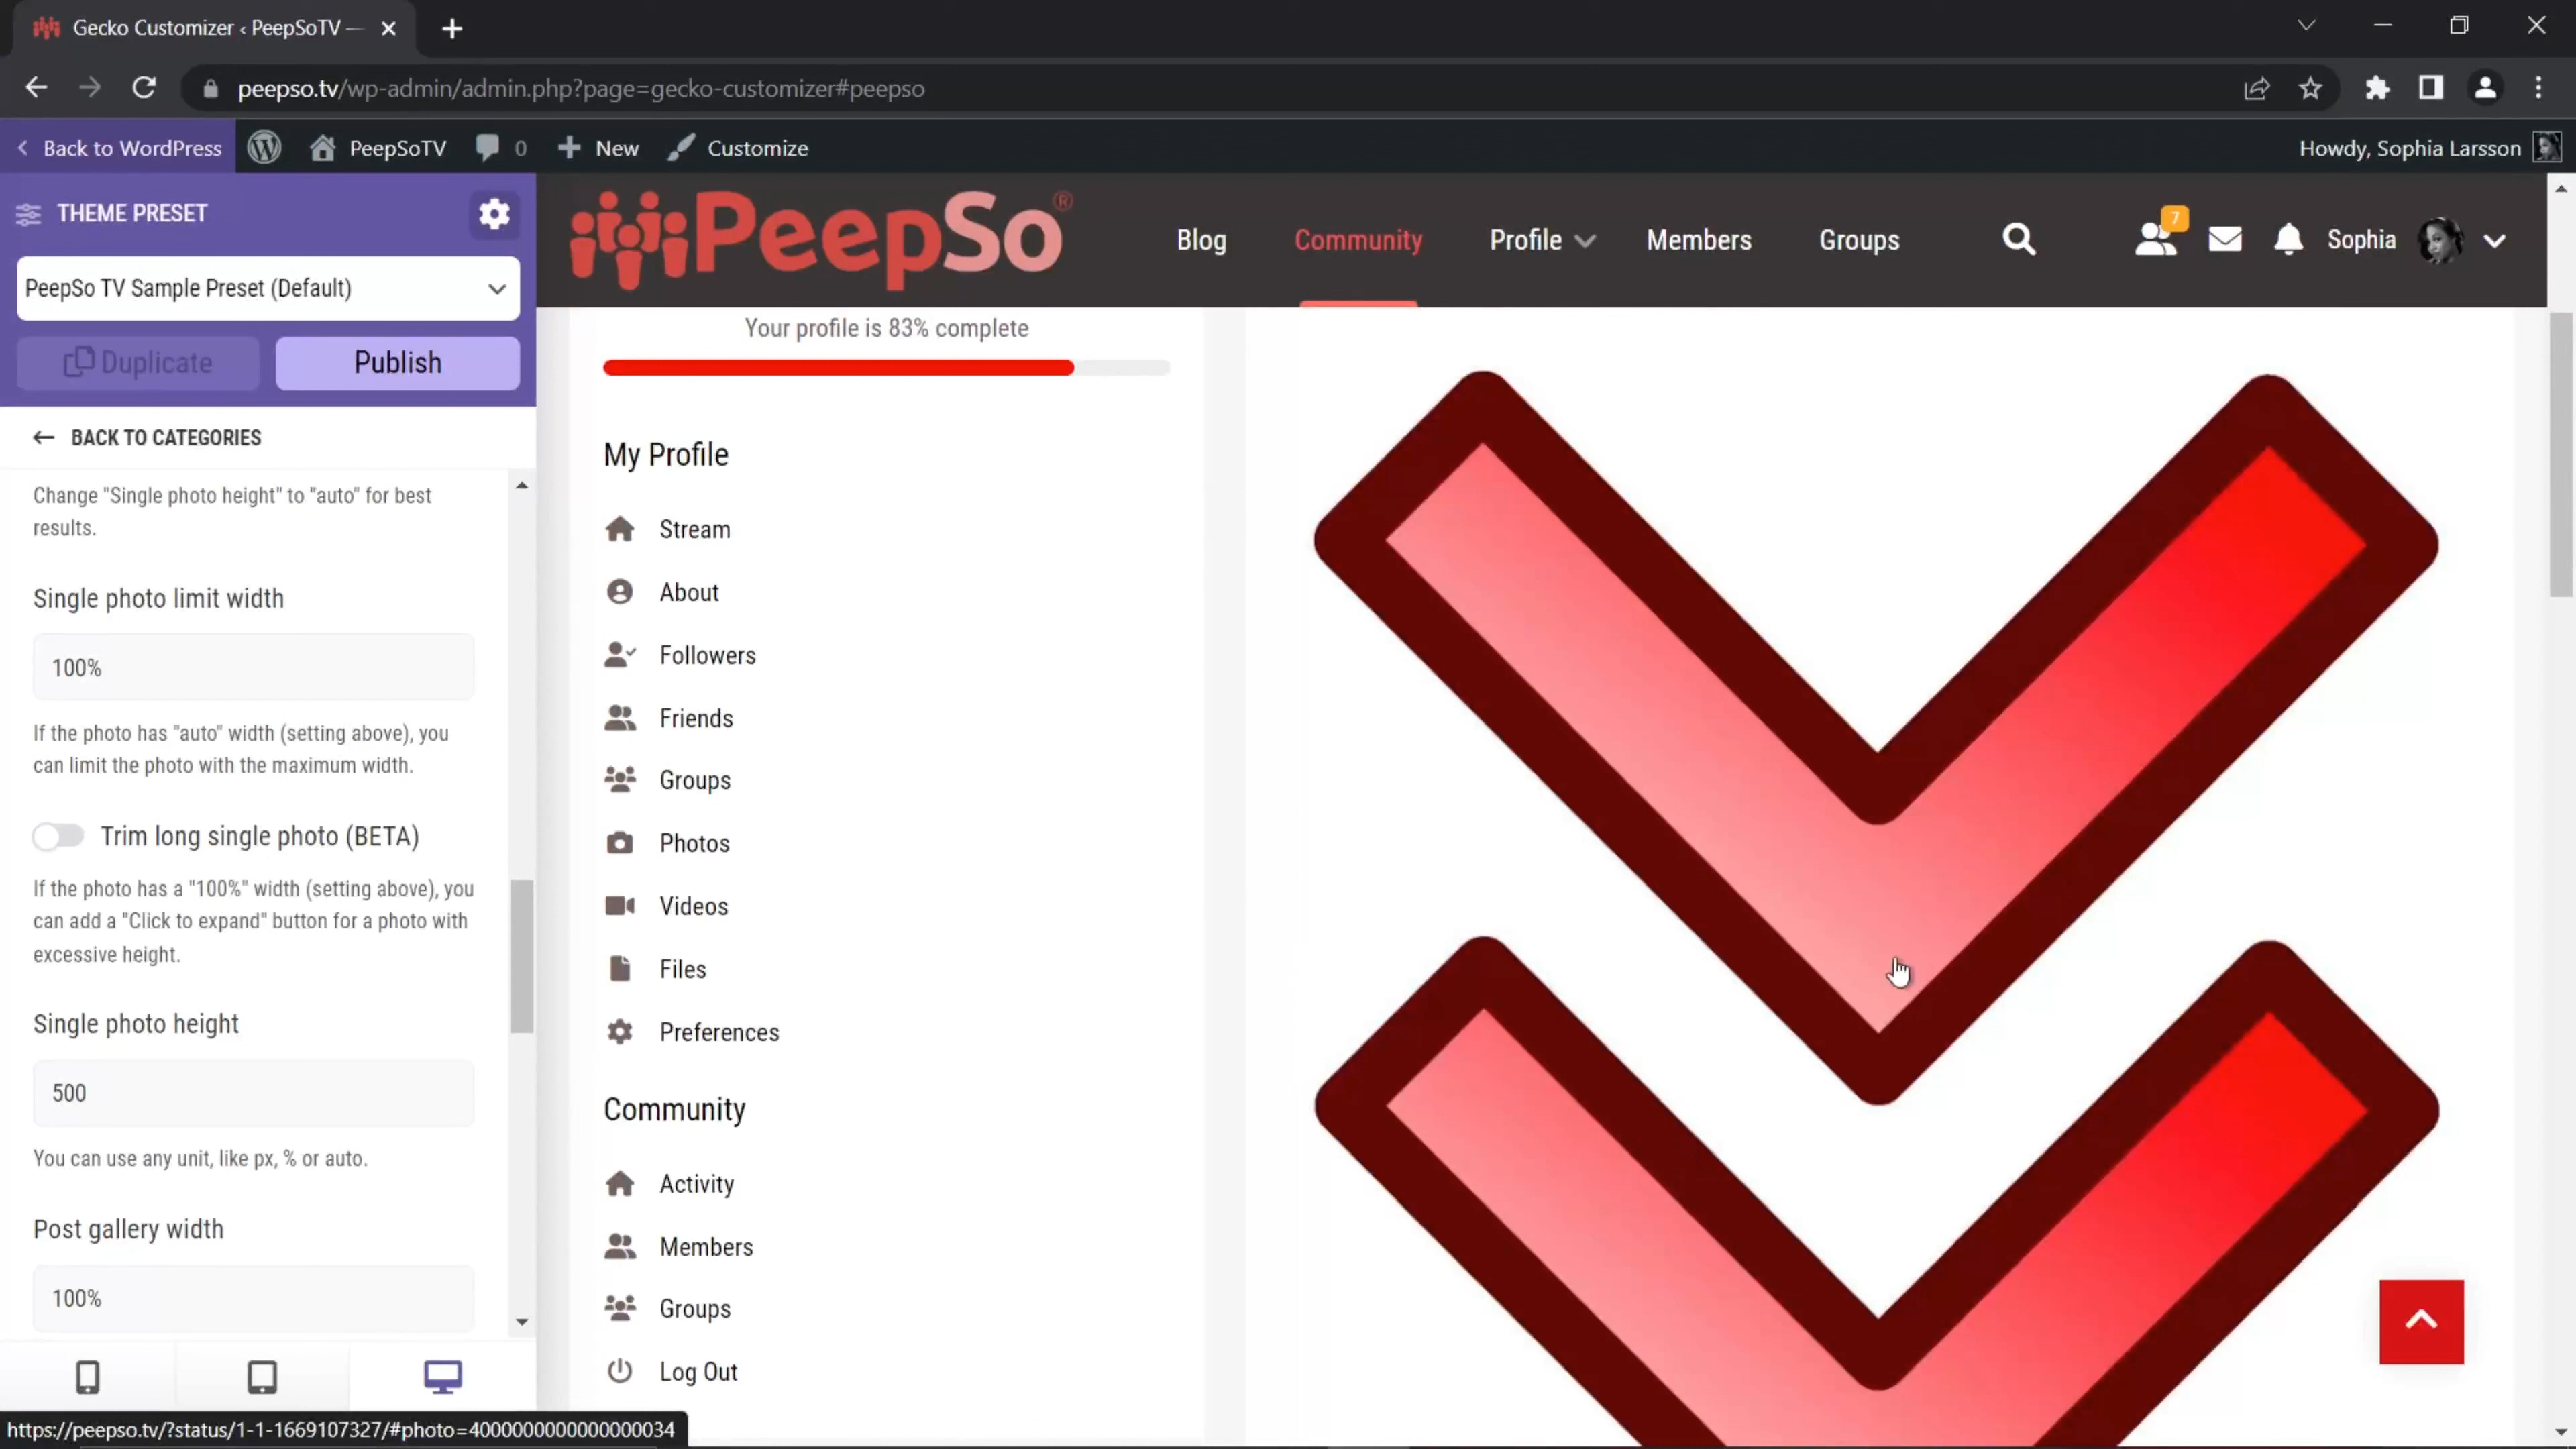 Gecko Customizer ‹ PeepSoTV —
peepso.tv/wp-admin/admin.php?page=gecko-customizer#peepso
Back to WordPress
PeepSoTV
0
New
Customize
Howdy, Sophia Larsson
THEME PRESET
PeepSo TV Sample Preset (Default)
Duplicate
Publish
BACK TO CATEGORIES
Change "Single photo height" to "auto" for best
results.
Single photo limit width
100%
If the photo has "auto" width (setting above), you
can limit the photo with the maximum width.
Trim long single photo (BETA)
If the photo has a "100%" width (setting above), you
can add a "Click to expand" button for a photo with
excessive height.
Single photo height
500
You can use any unit, like px, % or auto.
Post gallery width
100%
PeepSo®
Blog
Community
Profile
Members
Groups
7
Sophia
Your profile is 83% complete
My Profile
Stream
About
Followers
Friends
Groups
Photos
Videos
Files
Preferences
Community
Activity
Members
Groups
Log Out
https://peepso.tv/?status/1-1-1669107327/#photo=4000000000000000034